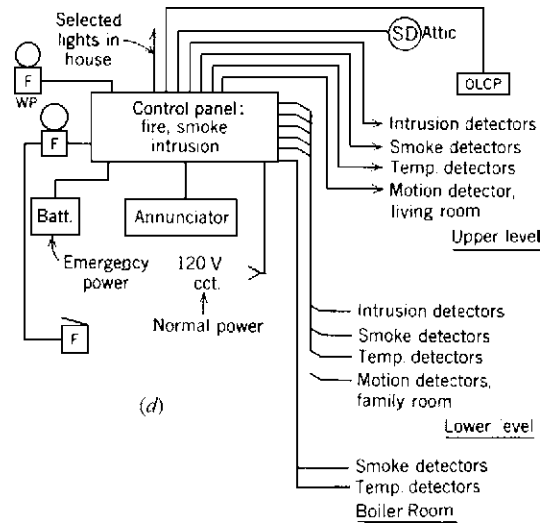 Selected
lights in
house
SD Attic
F
WP
OLCP
Control panel:
fire, smoke
intrusion
F
Intrusion detectors
Smoke detectors
Temp. detectors
Motion detector,
living room
Upper level
Batt.
Annunciator
Emergency
power
120 V
cct.
Normal power
F
Intrusion detectors
Smoke detectors
Temp. detectors
Motion detectors,
family room
Lower level
(d)
Smoke detectors
Temp. detectors
Boiler Room